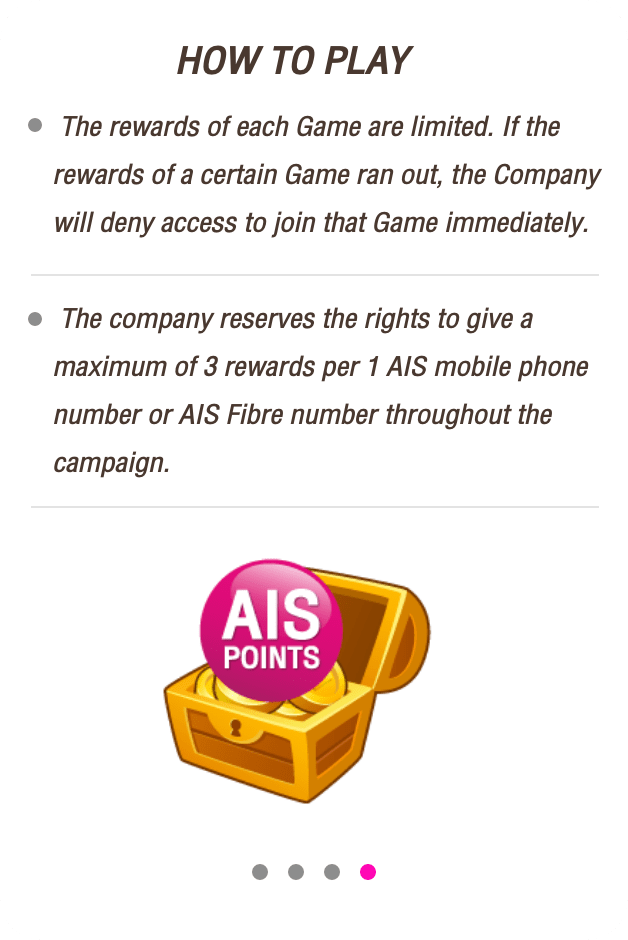 HOW TO PLAY
The rewards of each Game are limited. If the
rewards of a certain Game ran out, the Company
will deny access to join that Game immediately.
The company reserves the rights to give a
maximum of 3 rewards per 1 AIS mobile phone
number or AIS Fibre number throughout the
campaign.
AIS
POINTS